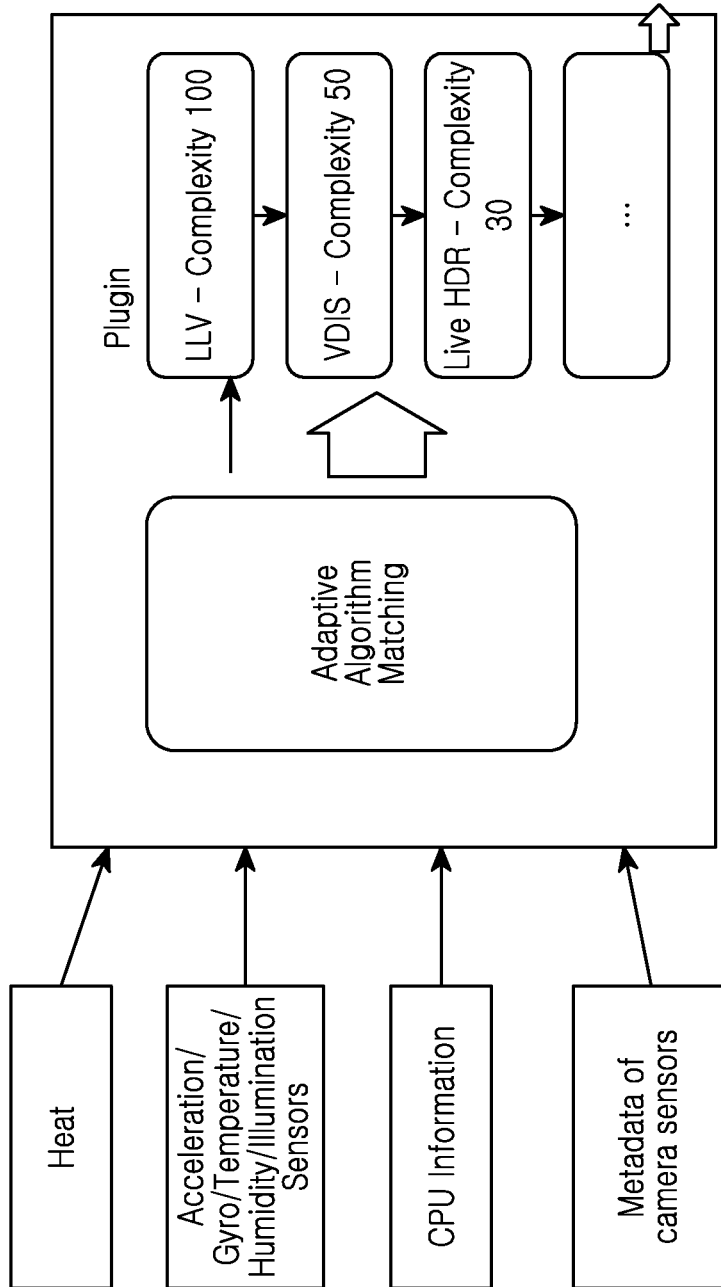 Heat
Acceleration/
Gyro/Temperature/
Humidity/Illumination
Sensors
CPU Information
Metadata of
camera sensors
Adaptive
Algorithm
Matching
Plugin
LLV – Complexity 100
VDIS – Complexity 50
Live HDR – Complexity
30
...